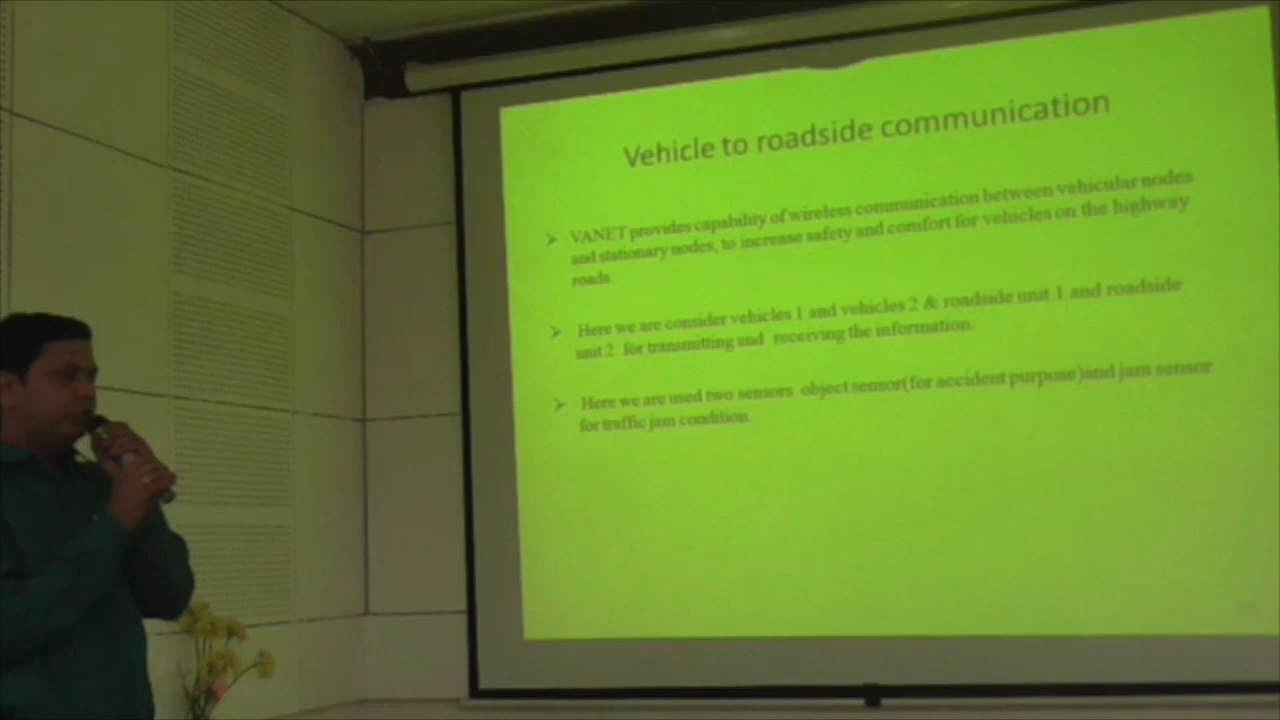 Vehicle to roadside communication
VANET provides capability of wireless communication between vehicular nodes
and stationary nodes, to increase safety and comfort for vehicles on the highway
roads.
Here we are consider vehicles 1 and vehicles 2 & roadside unit 1 and roadside
unit 2 for transmitting and receiving the information.
Here we are used two sensors object sensor(for accident purpose)and jam sensor
for traffic jam condition.